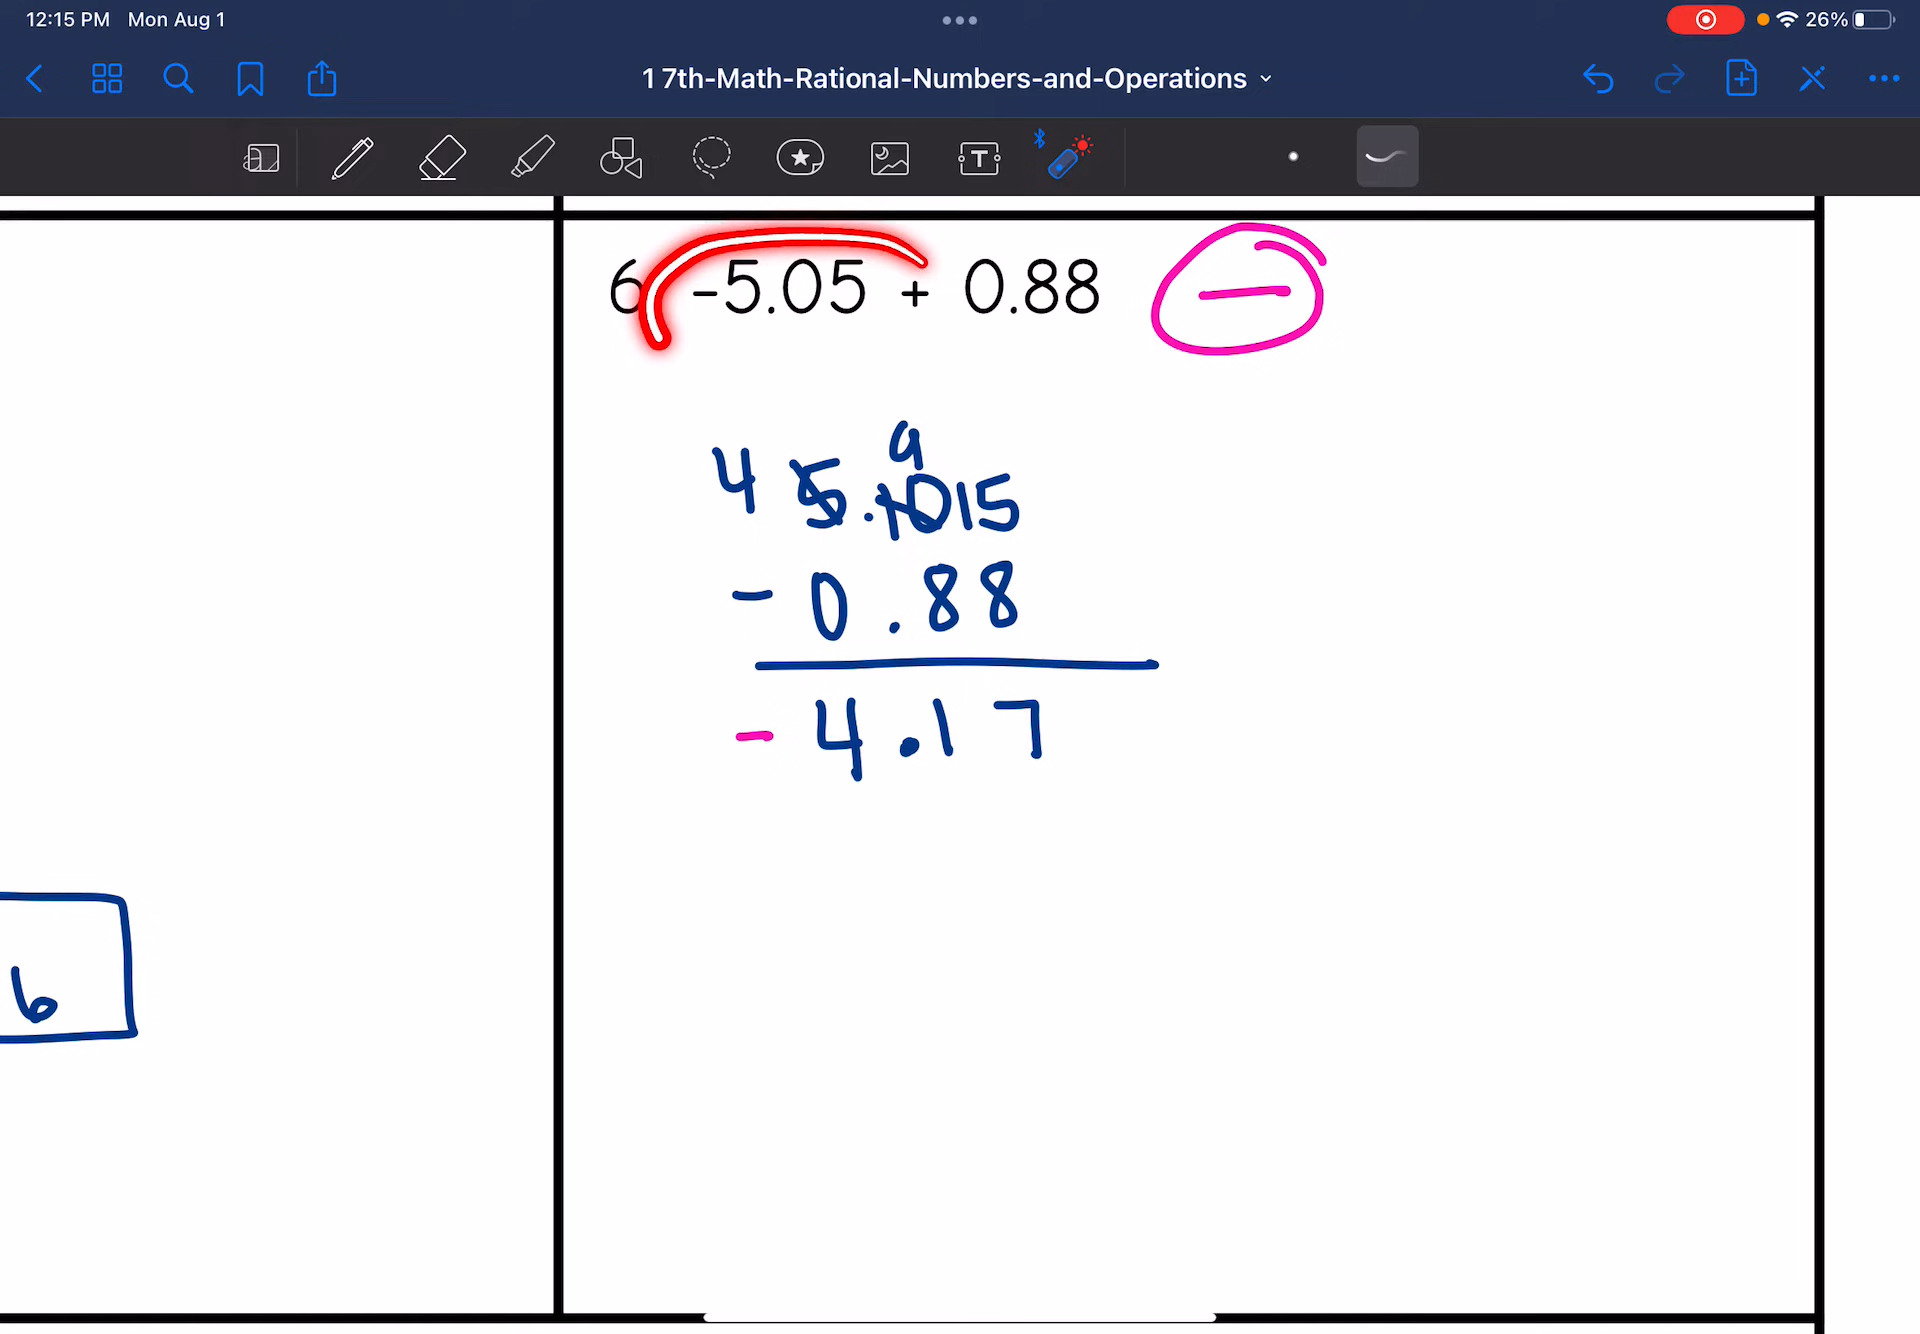 12:15 PM Mon Aug 1
26%
1 7th-Math-Rational-Numbers-and-Operations
a
T
6 -5.05 + 0.88 —
9
4 5.1015
- 0.88
- 4.17
6